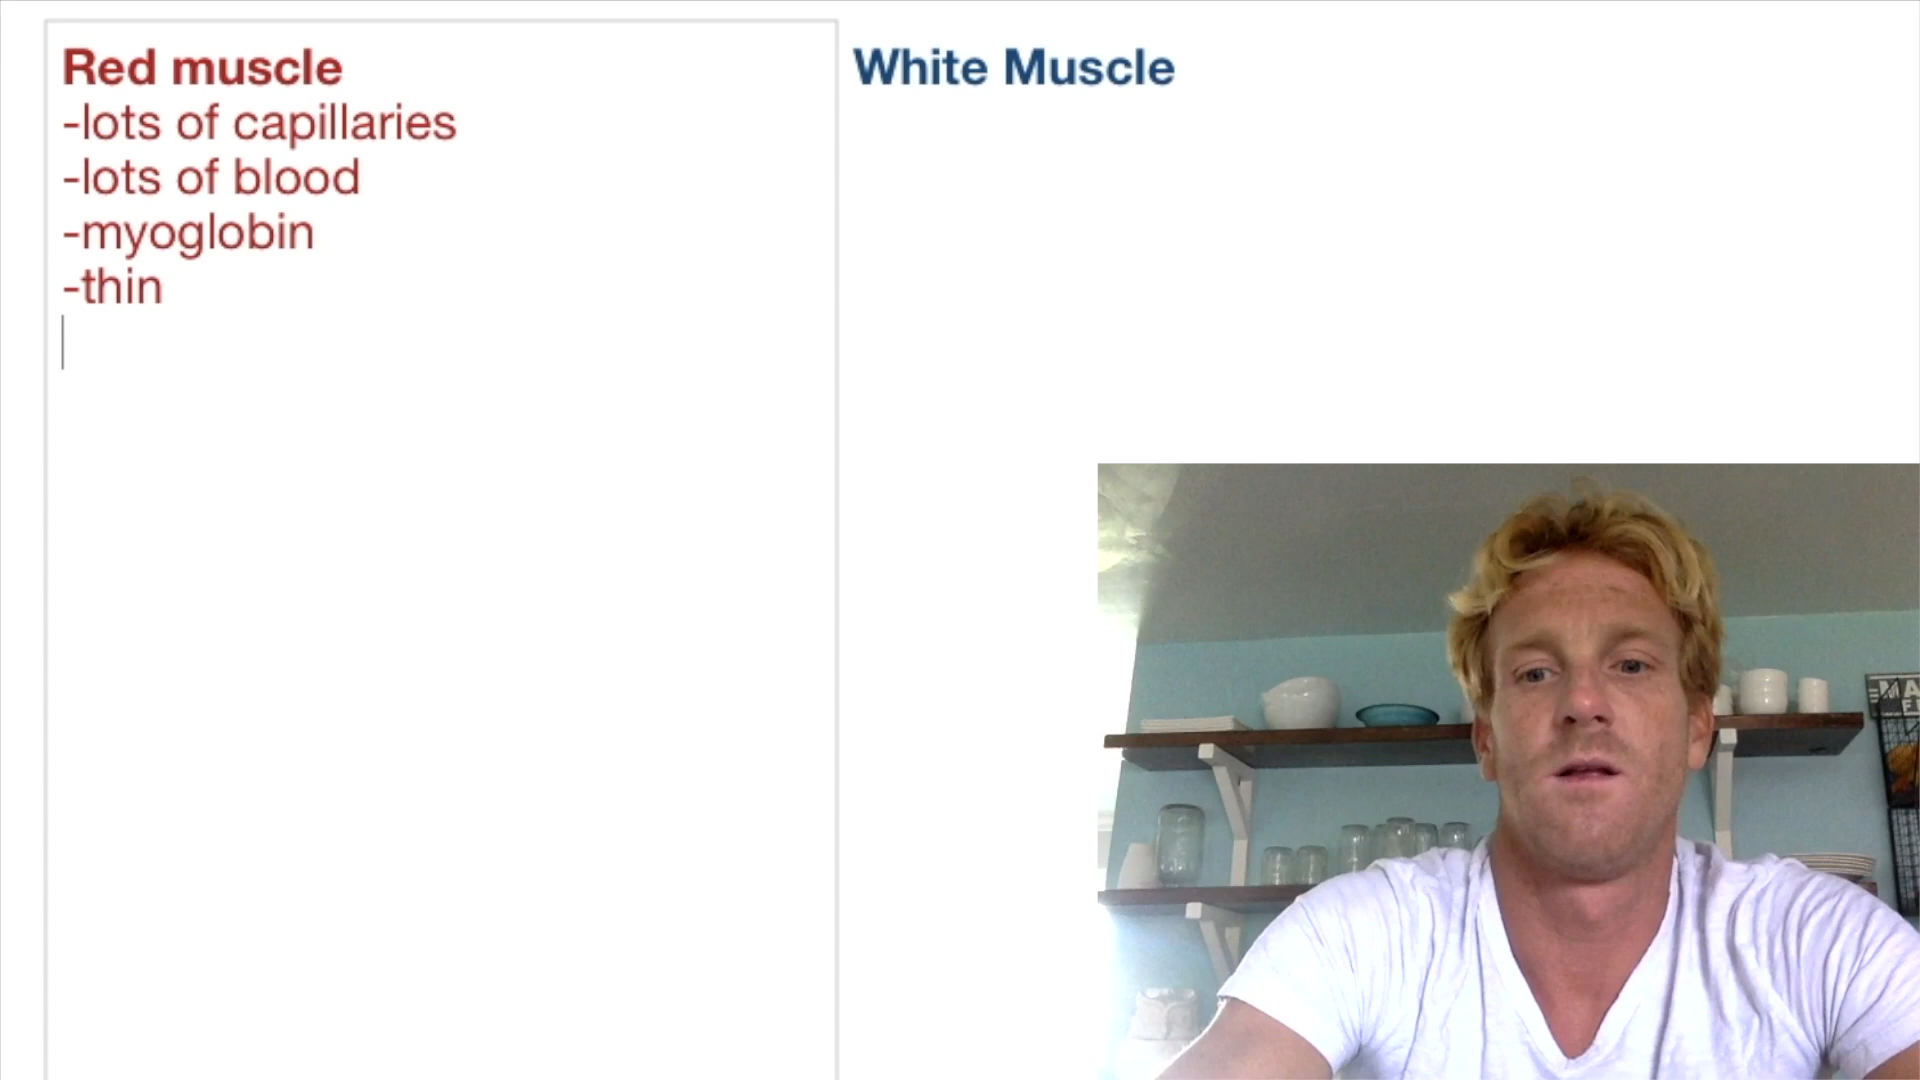 Red muscle
-lots of capillaries
-lots of blood
-myoglobin
-thin
White Muscle